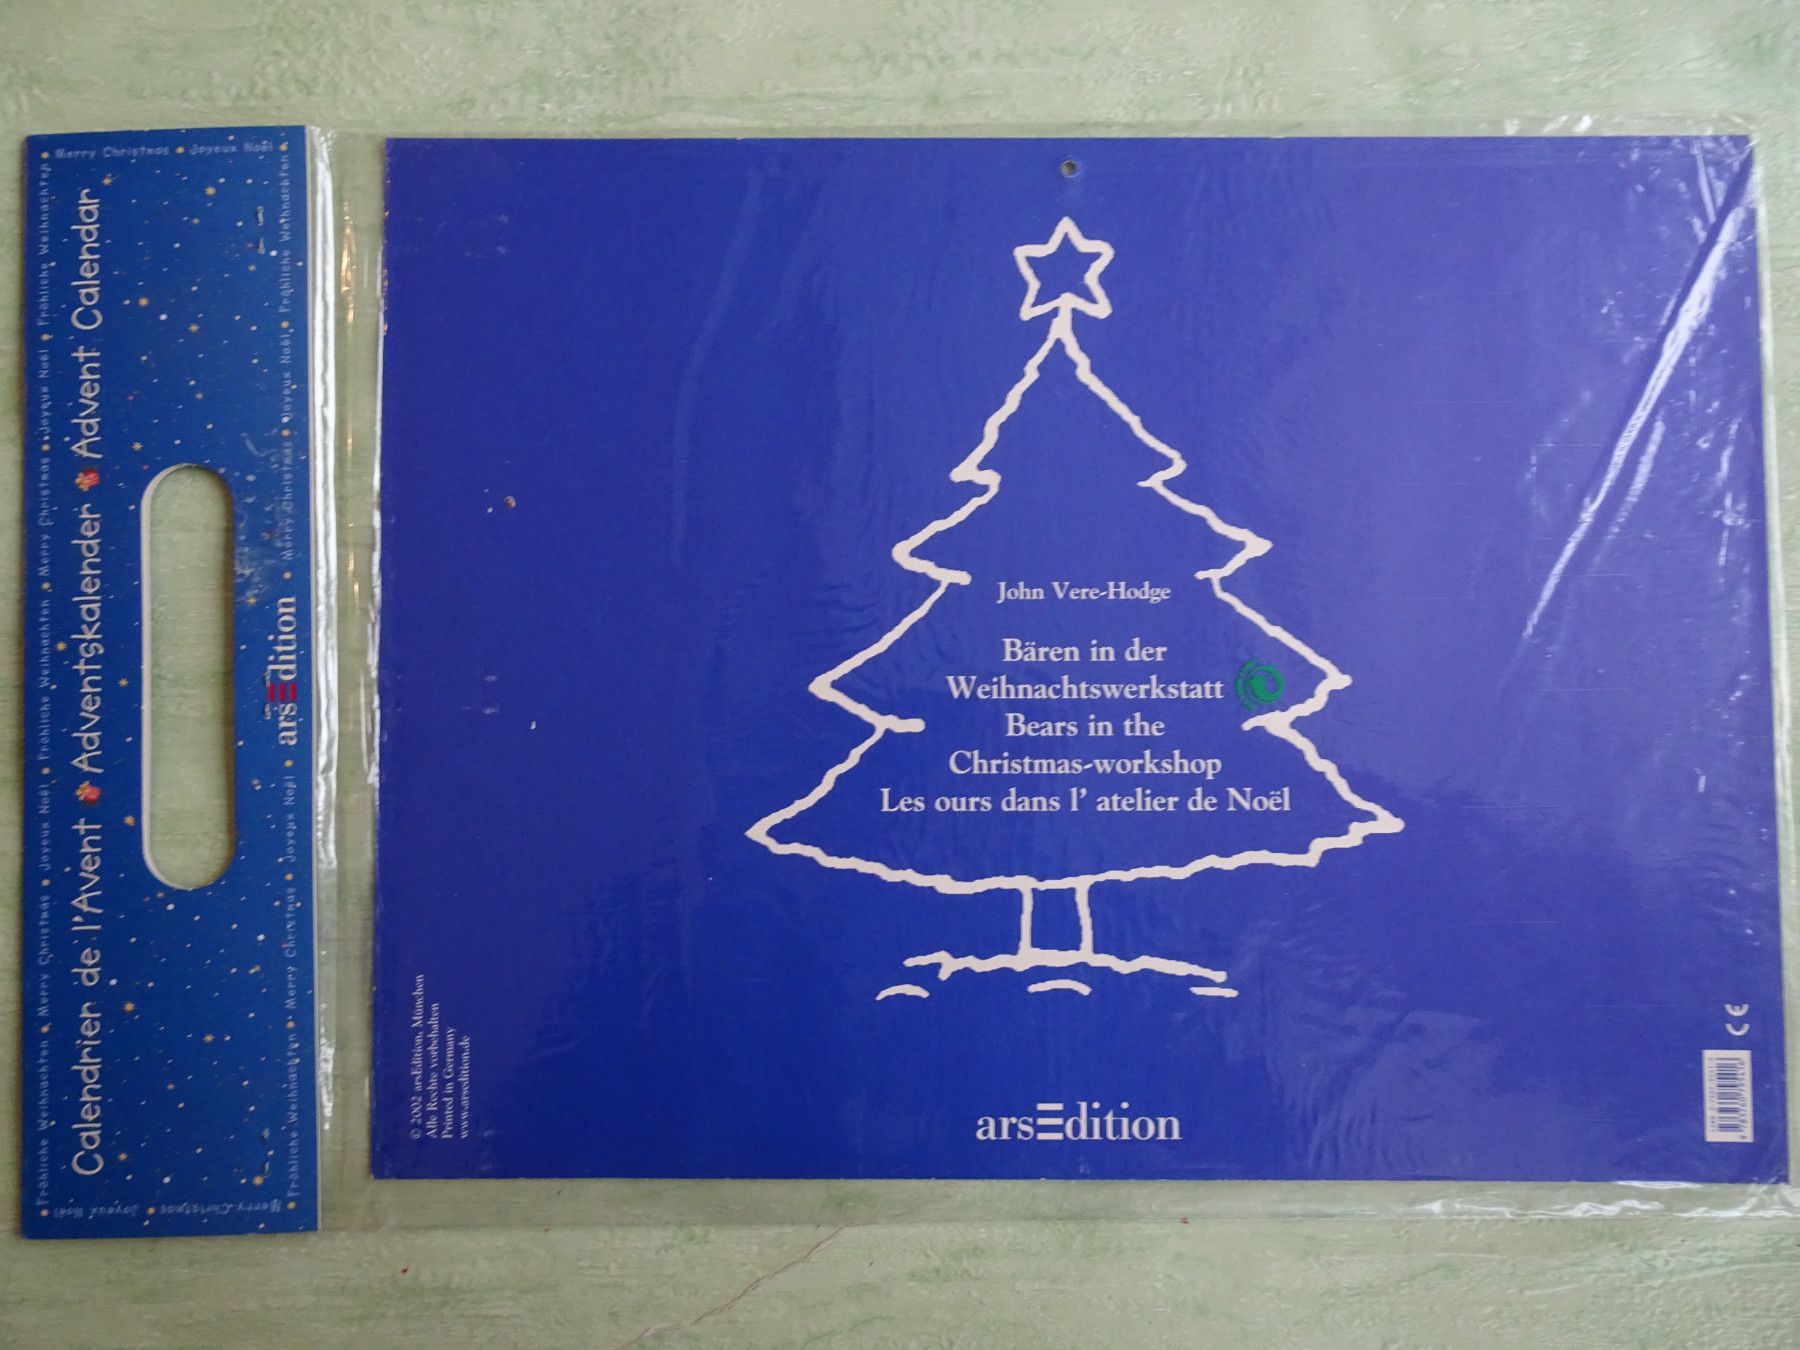 Calendrier de l'Avent Adventskalender Advent Calendar
arsEdition
Merry Christmas Joyeux Noël
John Vere-Hodge
Bären in der
Weihnachtswerkstatt
Bears in the
Christmas-workshop
Les ours dans l' atelier de Noël
© 2002 arsEdition, München
Alle Rechte vorbehalten
Printed in Germany
www.arsedition.de
arsEdition
CE